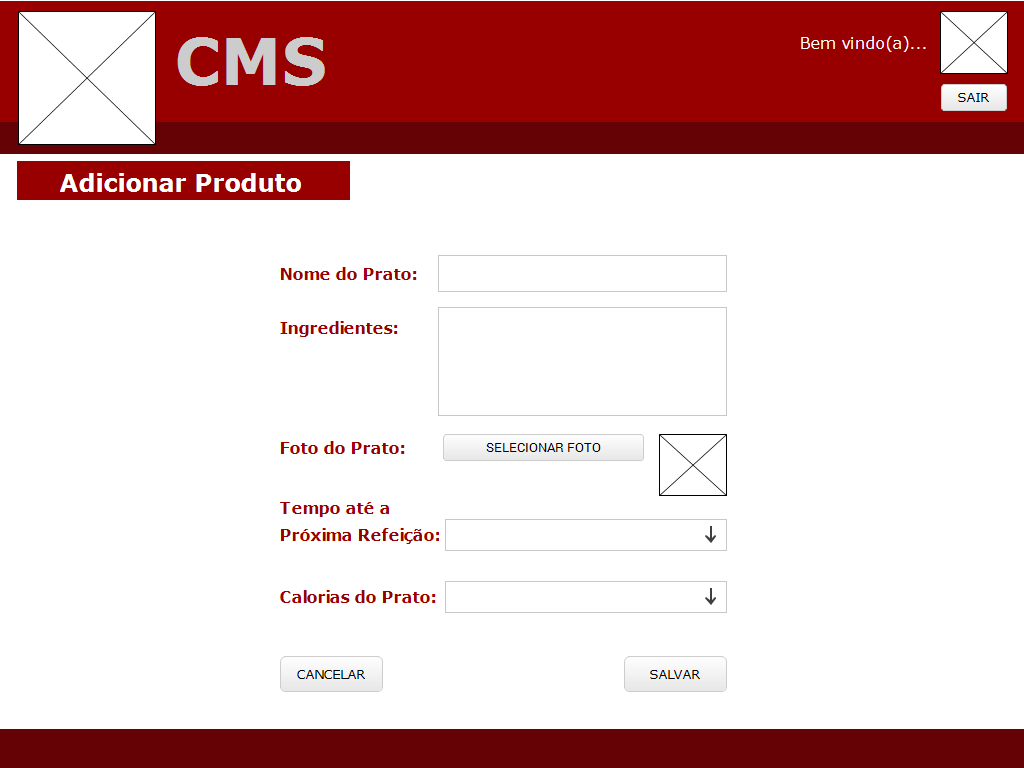 CMS
Bem vindo(a)...
SAIR
Adicionar Produto
Nome do Prato:
Ingredientes:
Foto do Prato:
SELECIONAR FOTO
Tempo até a
Próxima Refeição:
Calorias do Prato:
CANCELAR
SALVAR